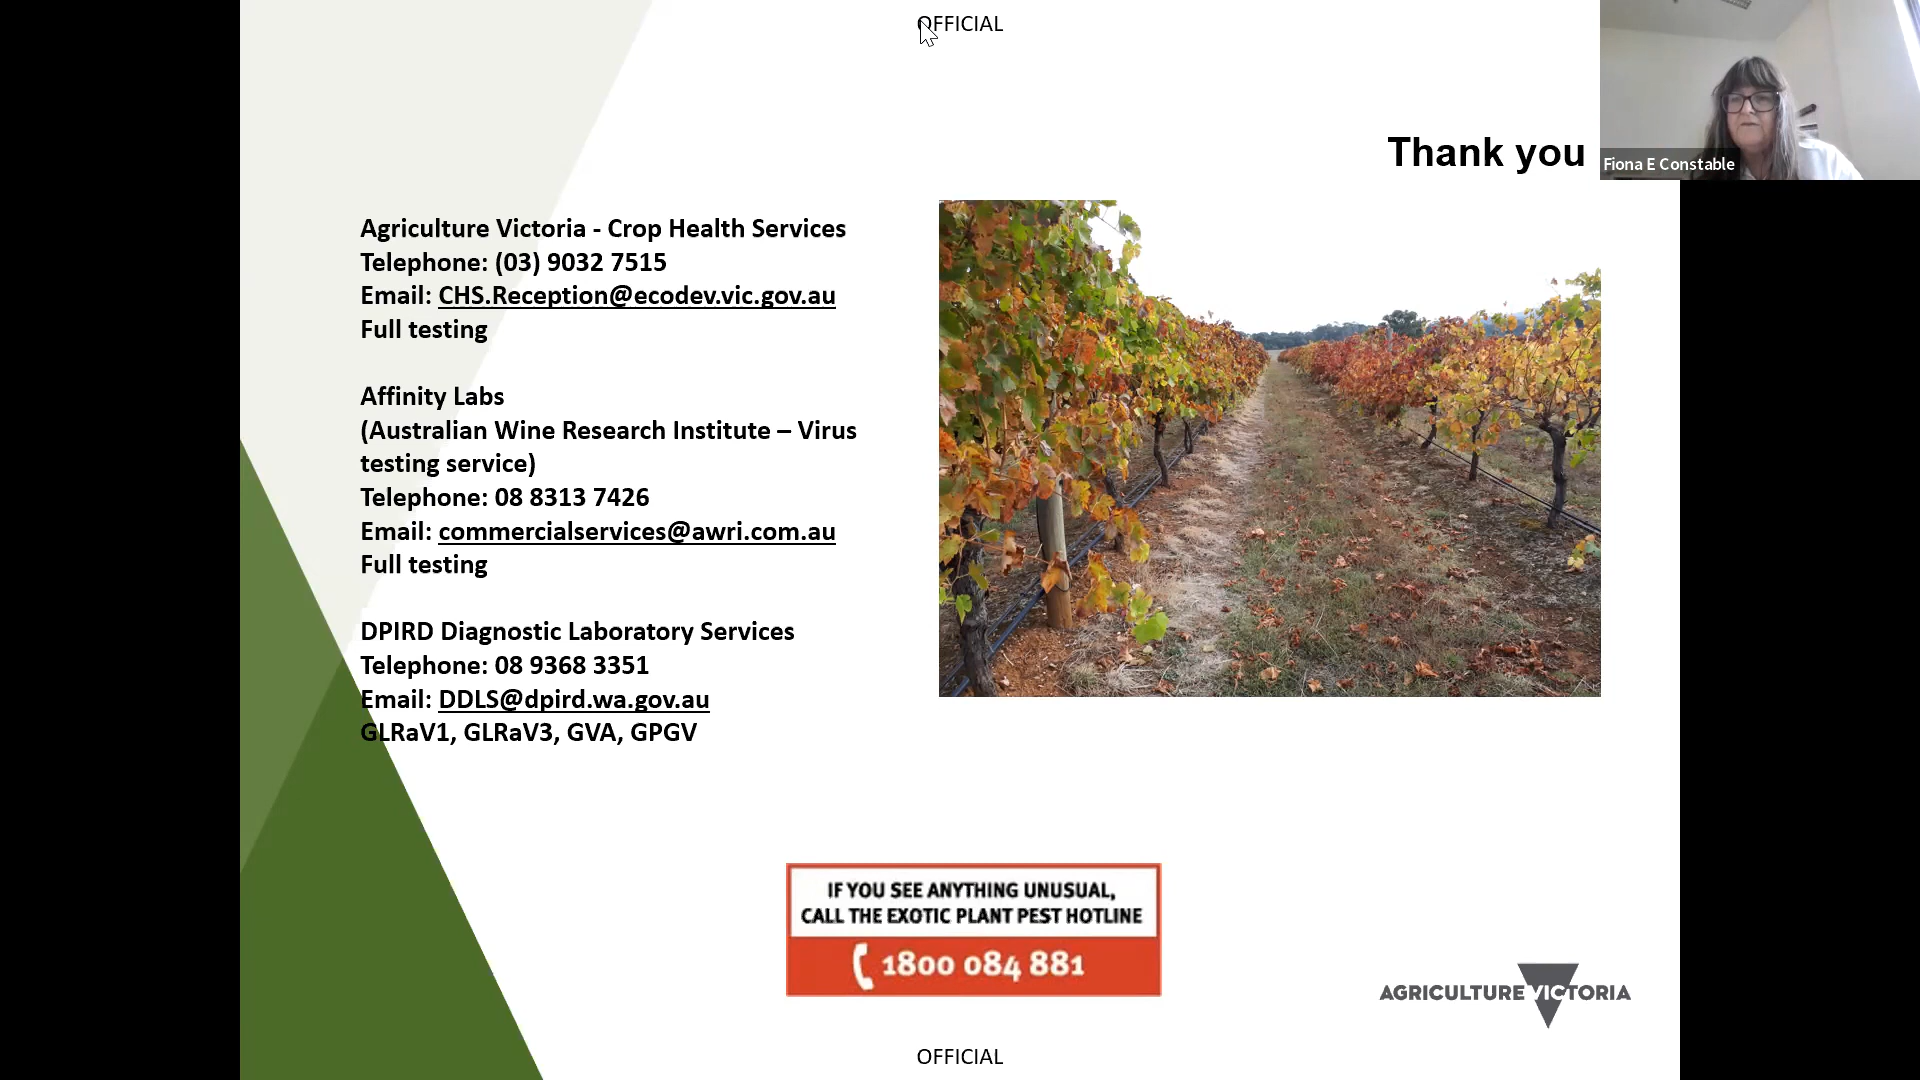 OFFICIAL
Thank you
Fiona E Constable
Agriculture Victoria - Crop Health Services
Telephone: (03) 9032 7515
Email: CHS.Reception@ecodev.vic.gov.au
Full testing
Affinity Labs
(Australian Wine Research Institute – Virus
testing service)
Telephone: 08 8313 7426
Email: commercialservices@awri.com.au
Full testing
DPIRD Diagnostic Laboratory Services
Telephone: 08 9368 3351
Email: DDLS@dpird.wa.gov.au
GLRaV1, GLRaV3, GVA, GPGV
IF YOU SEE ANYTHING UNUSUAL,
CALL THE EXOTIC PLANT PEST HOTLINE
1800 084 881
AGRICULTURE VICTORIA
OFFICIAL